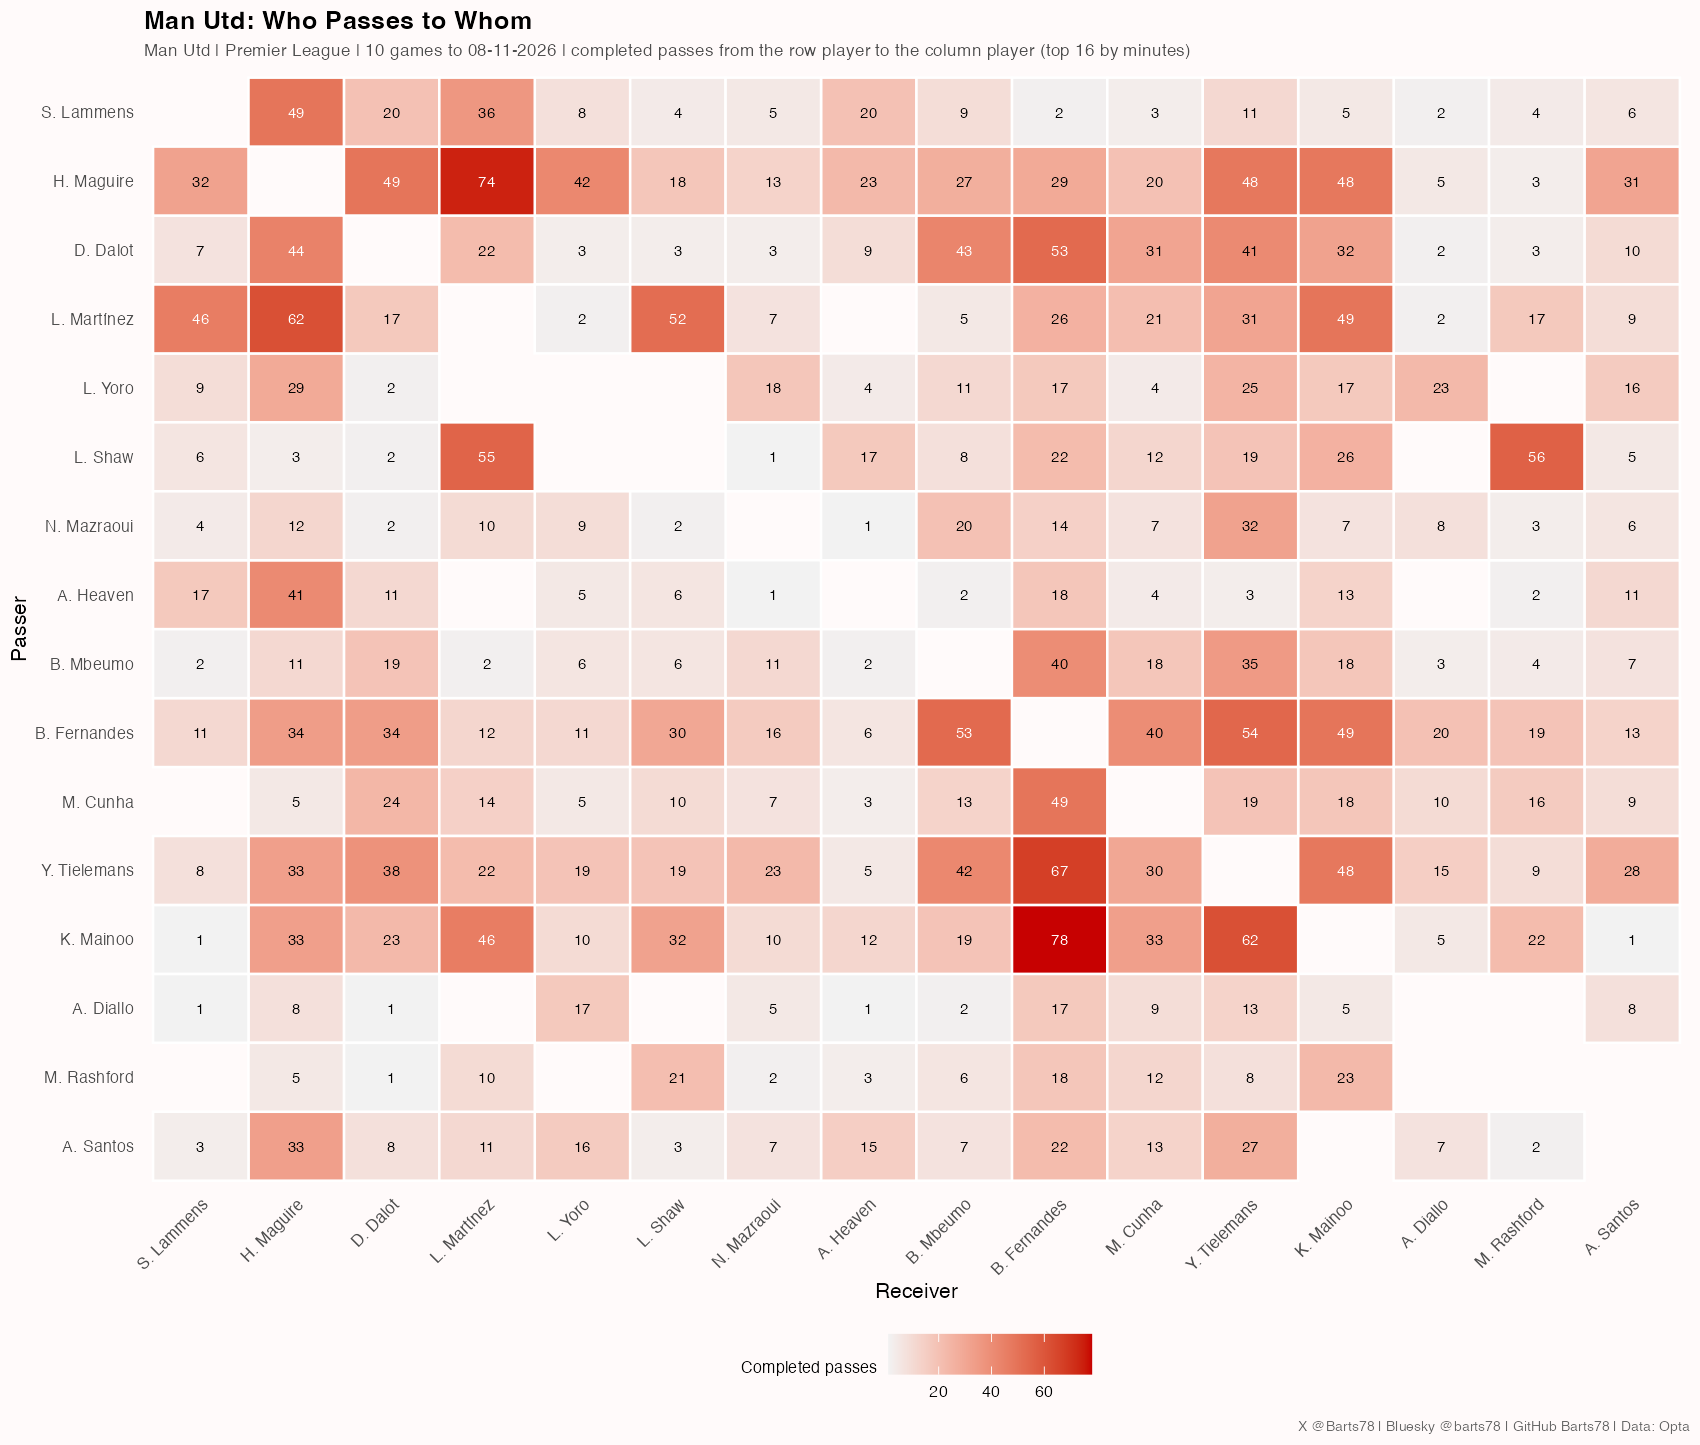 Man Utd: Who Passes to Whom
Man Utd | Premier League | 10 games to 08-11-2026 | completed passes from the row player to the column player (top 16 by minutes)
S. Lammens 49 20 36 8 4 5 20 9 2 3 11 5 2 4 6
H. Maguire 32 49 74 42 18 13 23 27 29 20 48 48 5 3 31
D. Dalot 7 44 22 3 3 3 9 43 53 31 41 32 2 3 10
L. Martínez 46 62 17 2 52 7 5 26 21 31 49 2 17 9
L. Yoro 9 29 2 18 4 11 17 4 25 17 23 16
L. Shaw 6 3 2 55 1 17 8 22 12 19 26 56 5
N. Mazraoui 4 12 2 10 9 2 1 20 14 7 32 7 8 3 6
A. Heaven 17 41 11 5 6 1 2 18 4 3 13 2 11
B. Mbeumo 2 11 19 2 6 6 11 2 40 18 35 18 3 4 7
B. Fernandes 11 34 34 12 11 30 16 6 53 40 54 49 20 19 13
M. Cunha 5 24 14 5 10 7 3 13 49 19 18 10 16 9
Y. Tielemans 8 33 38 22 19 19 23 5 42 67 30 48 15 9 28
K. Mainoo 1 33 23 46 10 32 10 12 19 78 33 62 5 22 1
A. Diallo 1 8 1 17 5 1 2 17 9 13 5 8
M. Rashford 5 1 10 21 2 3 6 18 12 8 23
A. Santos 3 33 8 11 16 3 7 15 7 22 13 27 7 2
Passer
S. Lammens H. Maguire D. Dalot L. Martínez L. Yoro L. Shaw N. Mazraoui A. Heaven B. Mbeumo B. Fernandes M. Cunha Y. Tielemans K. Mainoo A. Diallo M. Rashford A. Santos
Receiver
Completed passes
20 40 60
X @Barts78 | Bluesky @barts78 | GitHub Barts78 | Data: Opta